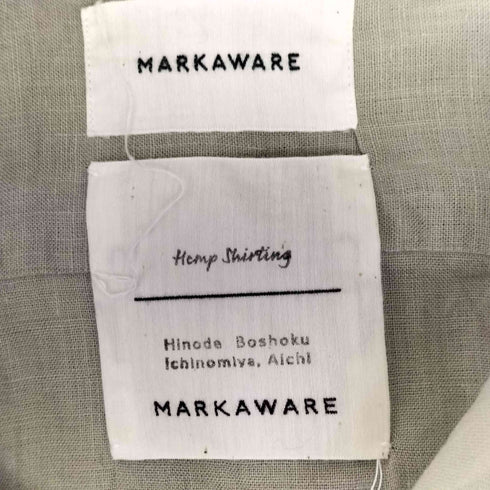 MARKAWARE
Hemp Shirting
Hinode Boshoku
Ichinomiya, Aichi
MARKAWARE